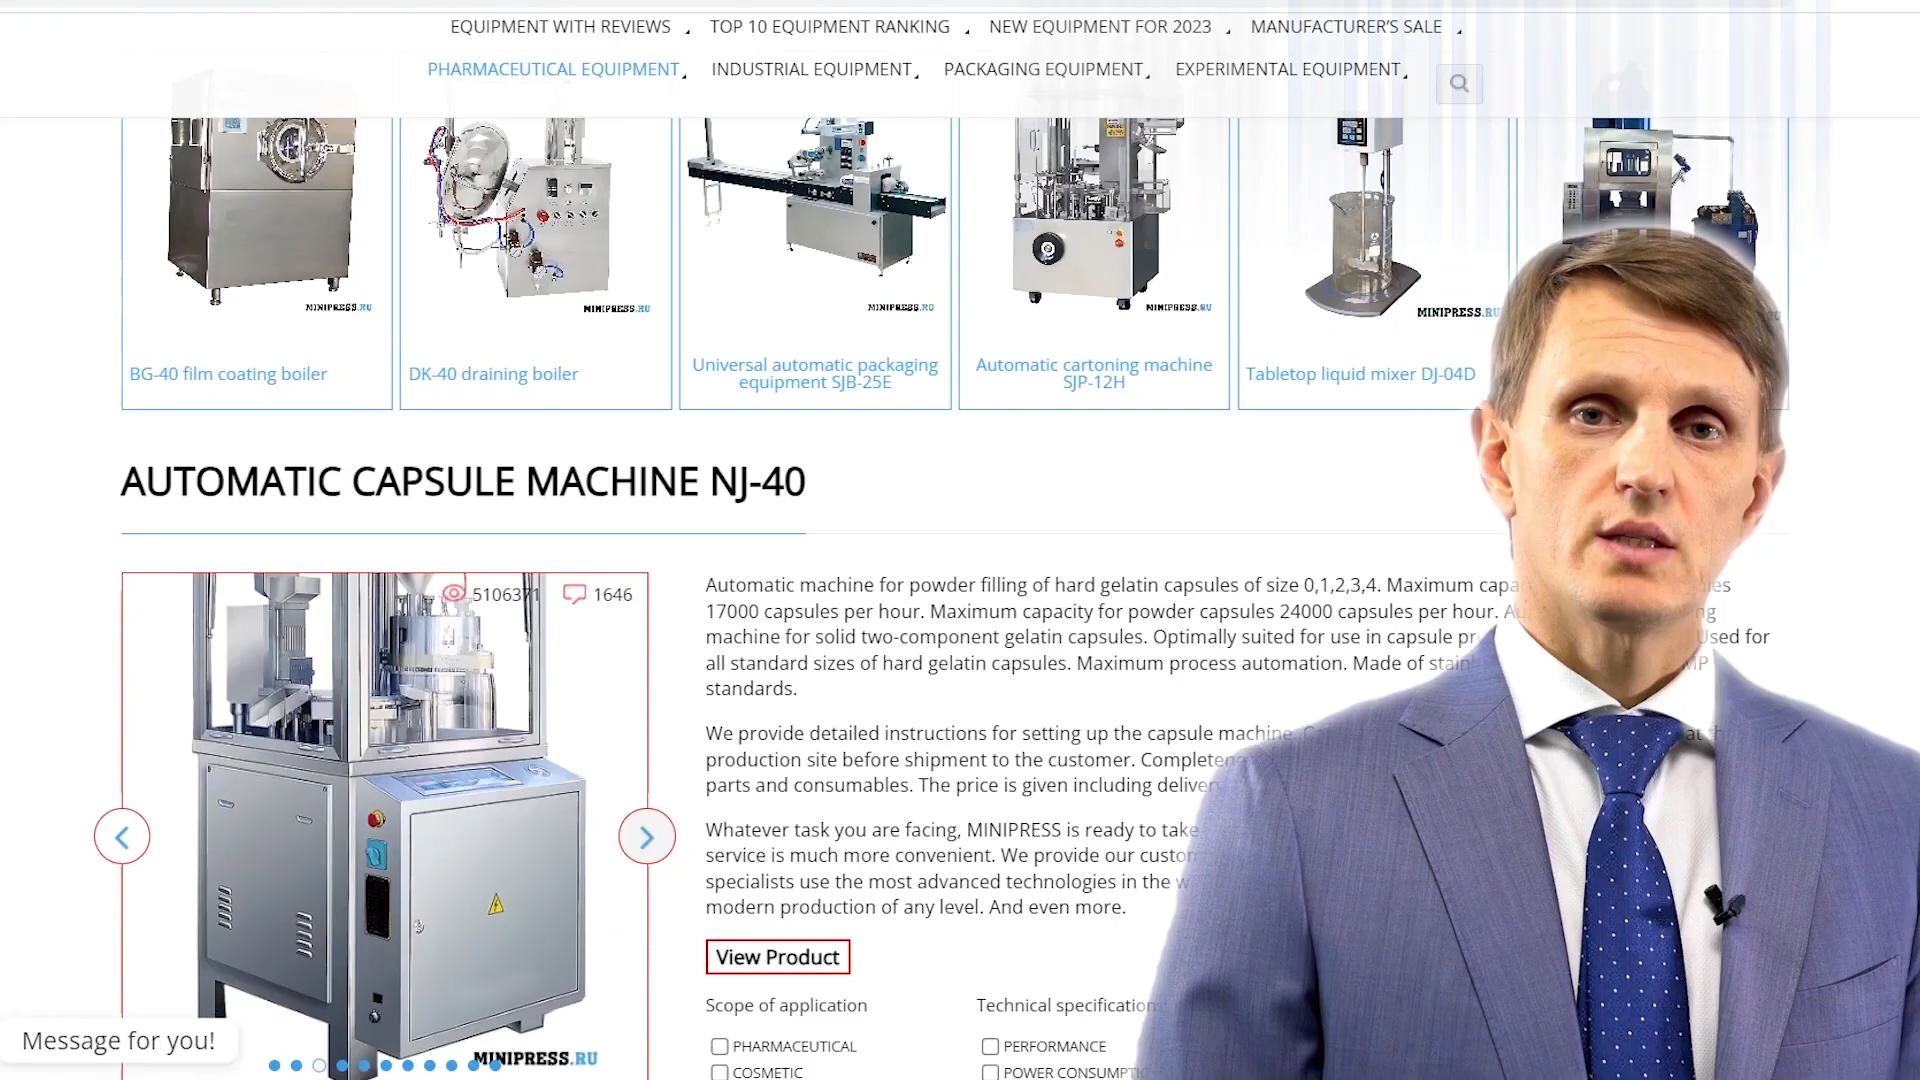 EQUIPMENT WITH REVIEWS TOP 10 EQUIPMENT RANKING NEW EQUIPMENT FOR 2023 MANUFACTURER’S SALE
PHARMACEUTICAL EQUIPMENT INDUSTRIAL EQUIPMENT PACKAGING EQUIPMENT EXPERIMENTAL EQUIPMENT
MINIPRESS.RU MINIPRESS.RU MINIPRESS.RU MINIPRESS.RU MINIPRESS.RU
BG-40 film coating boiler
DK-40 draining boiler
Universal automatic packaging
equipment SJB-25E
Automatic cartoning machine
SJP-12H
Tabletop liquid mixer DJ-04D
AUTOMATIC CAPSULE MACHINE NJ-40
5106371 1646
Automatic machine for powder filling of hard gelatin capsules of size 0,1,2,3,4. Maximum
17000 capsules per hour. Maximum capacity for powder capsules 24000 capsules per hour.
machine for solid two-component gelatin capsules. Optimally suited for use in capsule Used for
all standard sizes of hard gelatin capsules. Maximum process automation. Made of
standards.
We provide detailed instructions for setting up the capsule machine.
production site before shipment to the customer.
parts and consumables. The price is given including
Whatever task you are facing, MINIPRESS is ready to take
service is much more convenient. We provide our
specialists use the most advanced technologies in the
modern production of any level. And even more.
View Product
Scope of application
Technical specifications
PHARMACEUTICAL
PERFORMANCE
COSMETIC
POWER
MINIPRESS.RU
Message for you!